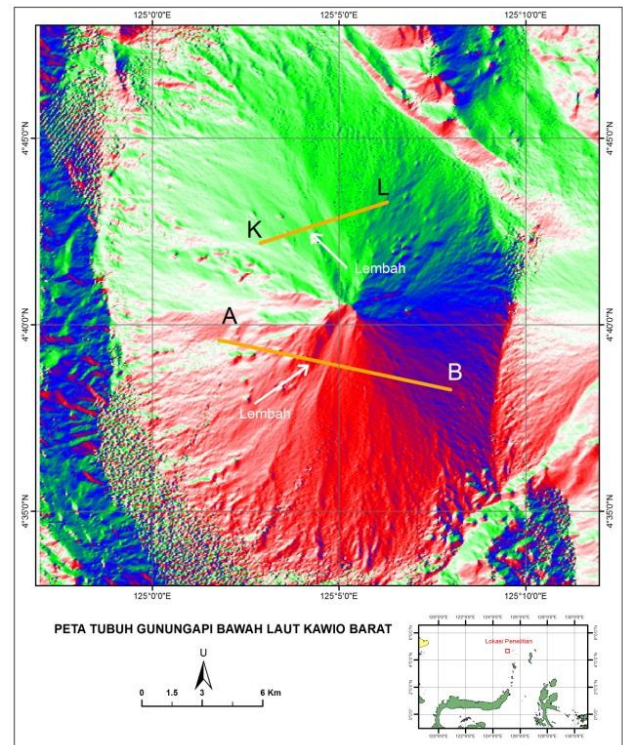 125°0'0"E 125°5'0"E 125°10'0"E
4°45'0"N 4°45'0"N
K
L
Lembah
4°40'0"N 4°40'0"N
A
B
Lembah
4°35'0"N 4°35'0"N
125°0'0"E 125°5'0"E 125°10'0"E
PETA TUBUH GUNUNGAPI BAWAH LAUT KAWIO BARAT
U
0 1.5 3 6 Km
Lokasi Penelitian